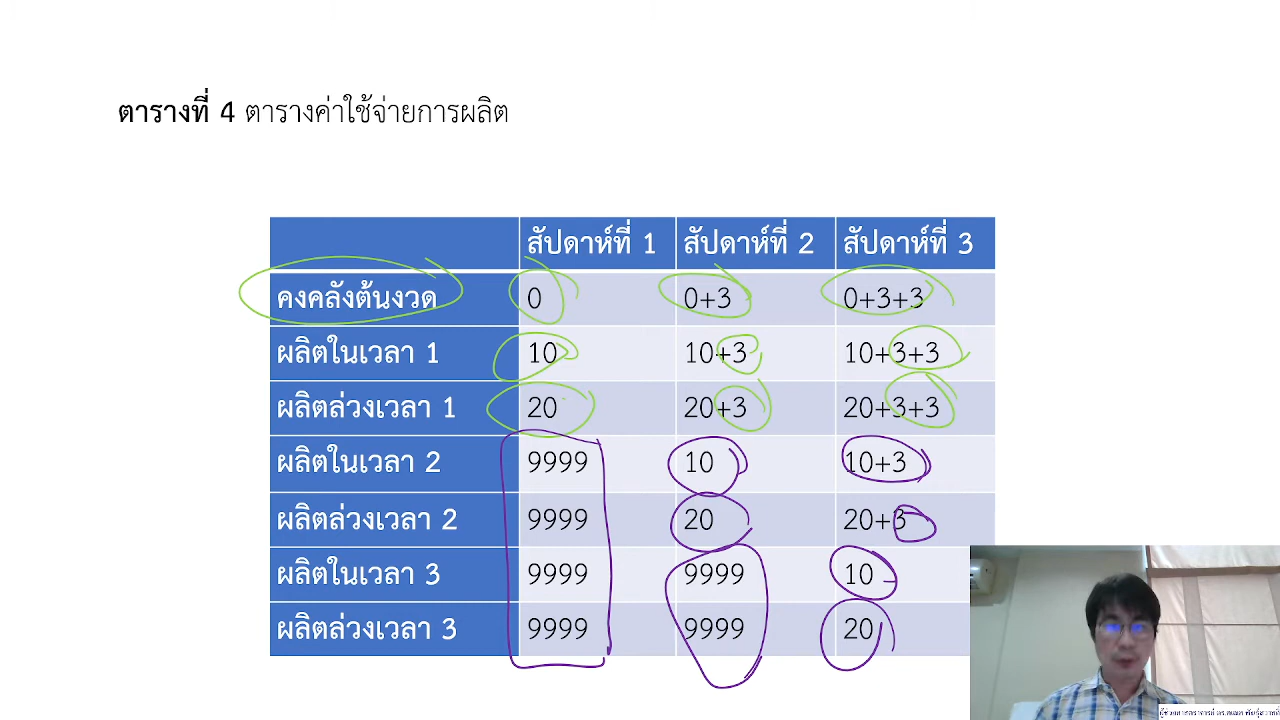 ตารางที่ 4 ตารางค่าใช้จ่ายการผลิต
สัปดาห์ที่ 1 สัปดาห์ที่ 2 สัปดาห์ที่ 3
คงคลังต้นงวด 0 0+3 0+3+3
ผลิตในเวลา 1 10 10+3 10+3+3
ผลิตล่วงเวลา 1 20 20+3 20+3+3
ผลิตในเวลา 2 9999 10 10+3
ผลิตล่วงเวลา 2 9999 20 20+3
ผลิตในเวลา 3 9999 9999 10
ผลิตล่วงเวลา 3 9999 9999 20